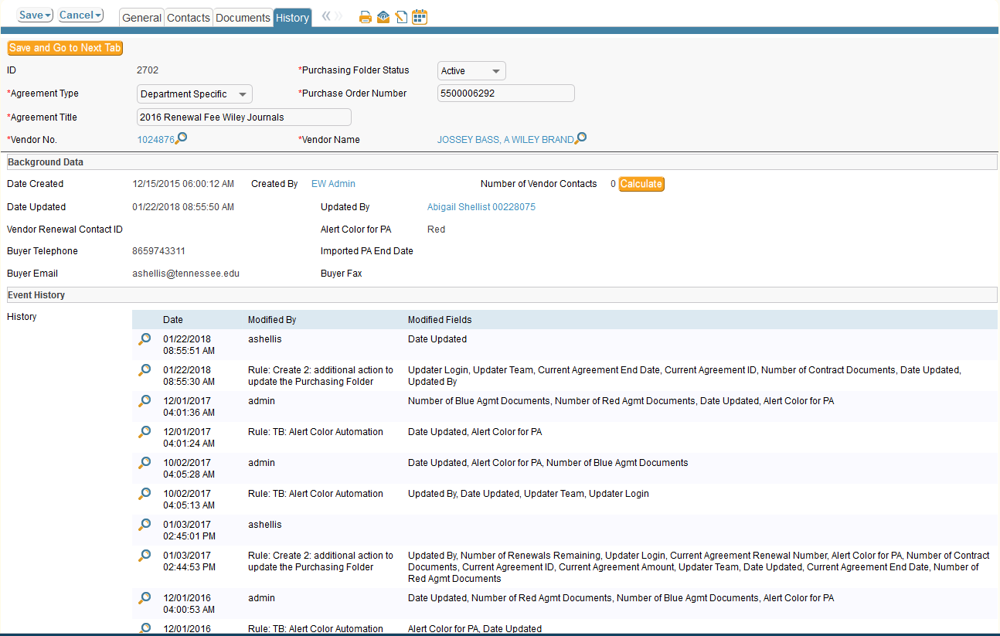 Save Cancel General Contacts Documents History
Save and Go to Next Tab
ID 2702 *Purchasing Folder Status Active
*Agreement Type Department Specific *Purchase Order Number 5500006292
*Agreement Title 2016 Renewal Fee Wiley Journals
*Vendor No. 1024876 *Vendor Name JOSSEY BASS, A WILEY BRAND
Background Data
Date Created 12/15/2015 06:00:12 AM Created By EW Admin Number of Vendor Contacts 0 Calculate
Date Updated 01/22/2018 08:55:50 AM Updated By Abigail Shellist 00228075
Vendor Renewal Contact ID Alert Color for PA Red
Buyer Telephone 8659743311 Imported PA End Date
Buyer Email ashellis@tennessee.edu Buyer Fax
Event History
History
Date Modified By Modified Fields
01/22/2018 ashellis Date Updated
08:55:51 AM
01/22/2018 Rule: Create 2: additional action to Updater Login, Updater Team, Current Agreement End Date, Current Agreement ID, Number of Contract Documents, Date Updated,
08:55:30 AM update the Purchasing Folder Updated By
12/01/2017 admin Number of Blue Agmt Documents, Number of Red Agmt Documents, Date Updated, Alert Color for PA
04:01:36 AM
12/01/2017 Rule: TB: Alert Color Automation Date Updated, Alert Color for PA
04:01:24 AM
10/02/2017 admin Date Updated, Alert Color for PA, Number of Blue Agmt Documents
04:05:28 AM
10/02/2017 Rule: TB: Alert Color Automation Updated By, Date Updated, Updater Team, Updater Login
04:05:13 AM
01/03/2017 ashellis
02:45:01 PM
01/03/2017 Rule: Create 2: additional action to Updated By, Number of Renewals Remaining, Updater Login, Current Agreement Renewal Number, Alert Color for PA, Number of Contract
02:44:53 PM update the Purchasing Folder Documents, Current Agreement ID, Current Agreement Amount, Updater Team, Date Updated, Current Agreement End Date, Number of
Red Agmt Documents
12/01/2016 admin Date Updated, Number of Red Agmt Documents, Number of Blue Agmt Documents, Alert Color for PA
04:00:53 AM
12/01/2016 Rule: TB: Alert Color Automation Alert Color for PA, Date Updated